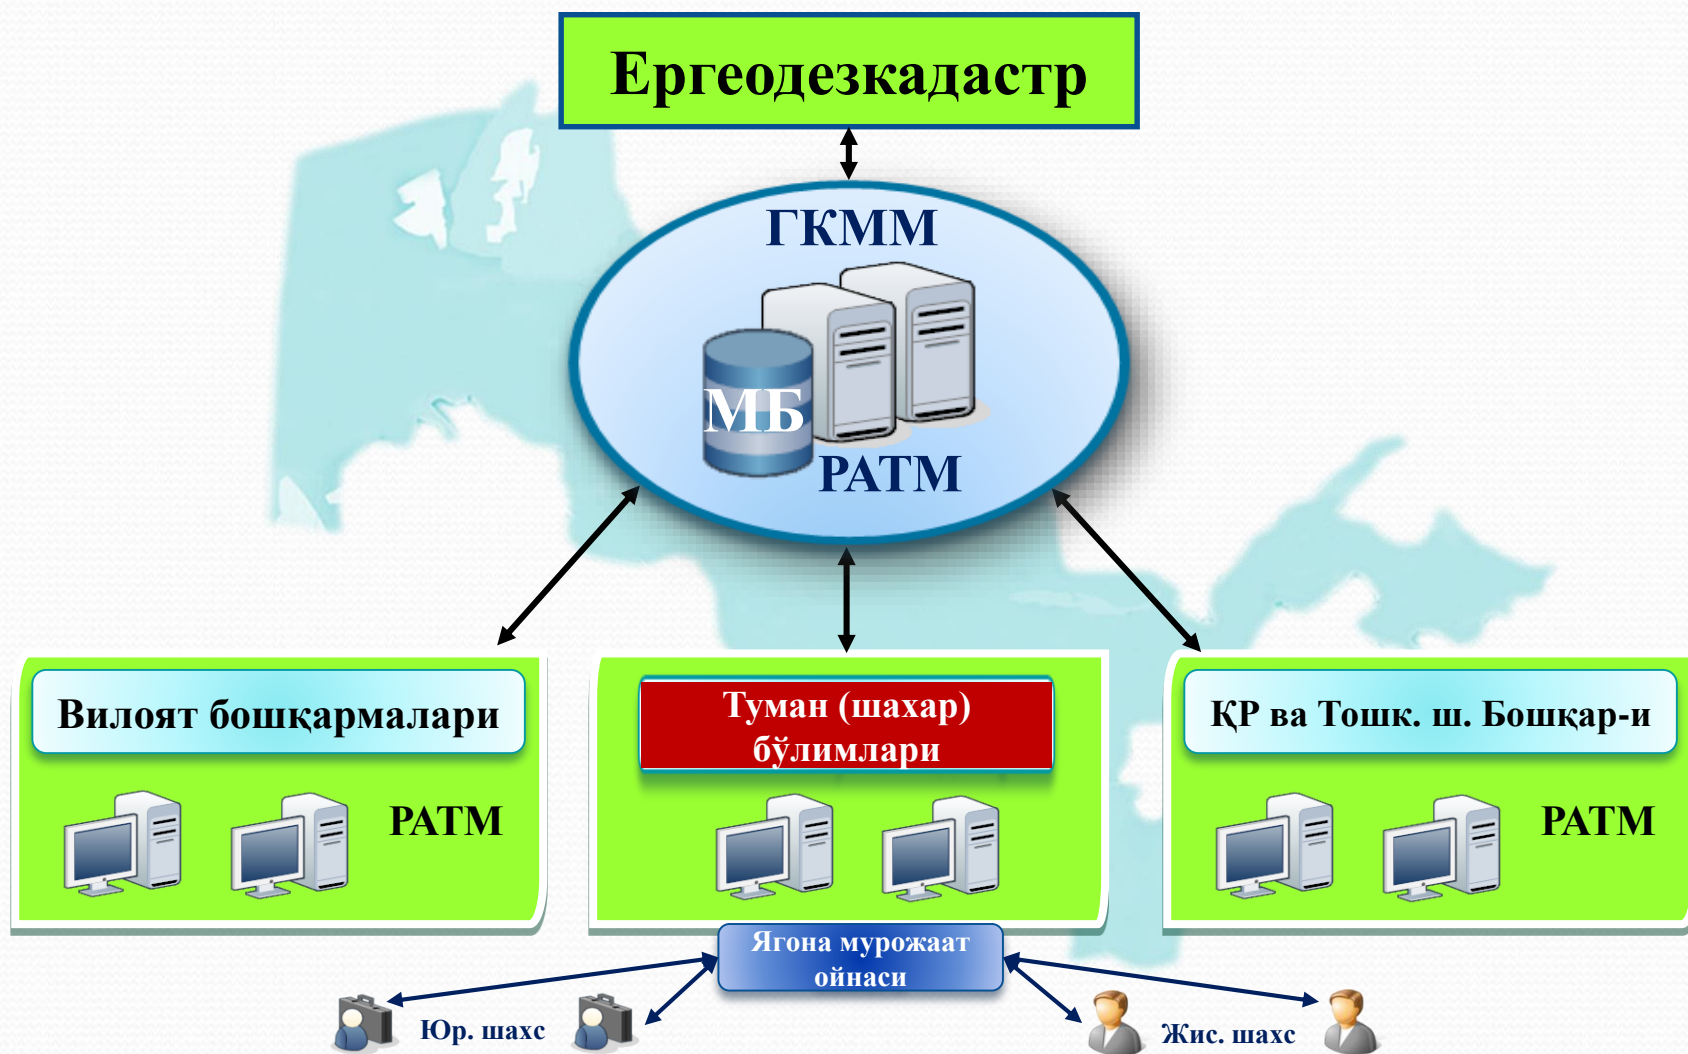 Ергеодезкадастр
ГКММ
МБ
РАТМ
Вилоят бошқармалари
РАТМ
Туман (шахар)
бўлимлари
ҚР ва Тошк. ш. Бошқар-и
РАТМ
Ягона мурожаат
ойнаси
Юр. шахс
Жис. шахс